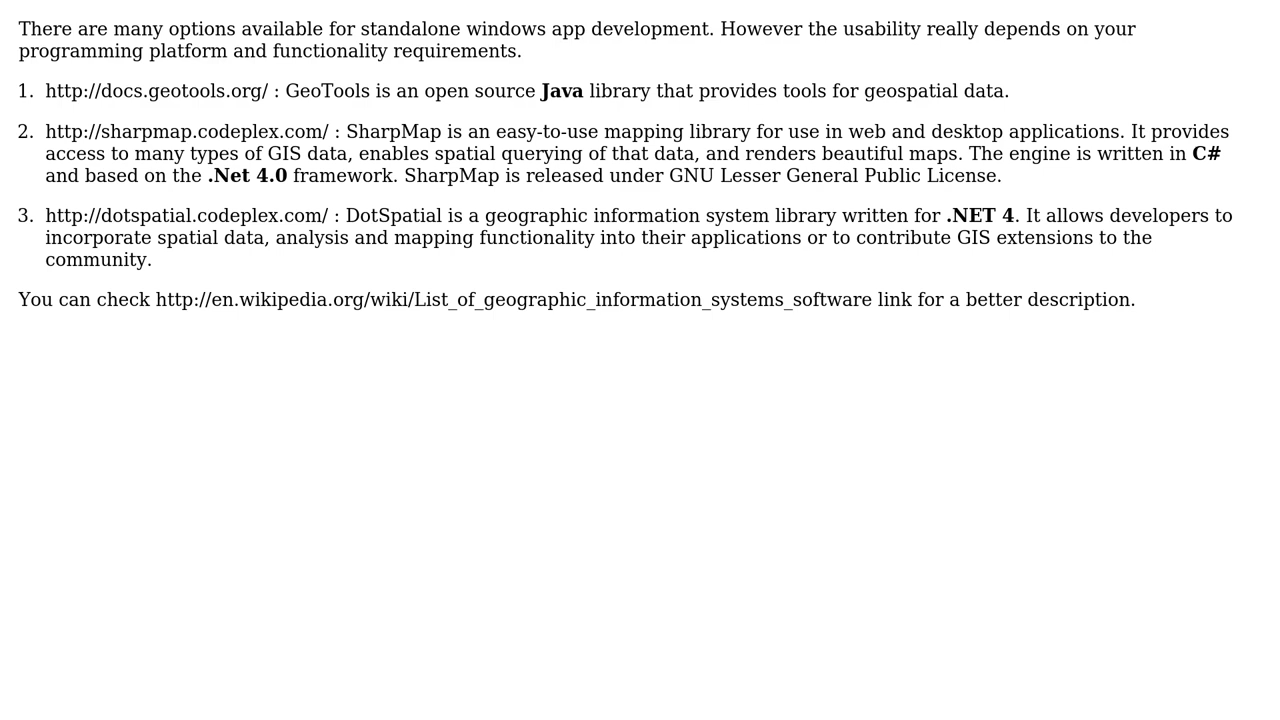 There are many options available for standalone windows app development. However the usability really depends on your
programming platform and functionality requirements.
1. http://docs.geotools.org/ : GeoTools is an open source Java library that provides tools for geospatial data.
2. http://sharpmap.codeplex.com/ : SharpMap is an easy-to-use mapping library for use in web and desktop applications. It provides
access to many types of GIS data, enables spatial querying of that data, and renders beautiful maps. The engine is written in C#
and based on the .Net 4.0 framework. SharpMap is released under GNU Lesser General Public License.
3. http://dotspatial.codeplex.com/ : DotSpatial is a geographic information system library written for .NET 4. It allows developers to
incorporate spatial data, analysis and mapping functionality into their applications or to contribute GIS extensions to the
community.
You can check http://en.wikipedia.org/wiki/List_of_geographic_information_systems_software link for a better description.